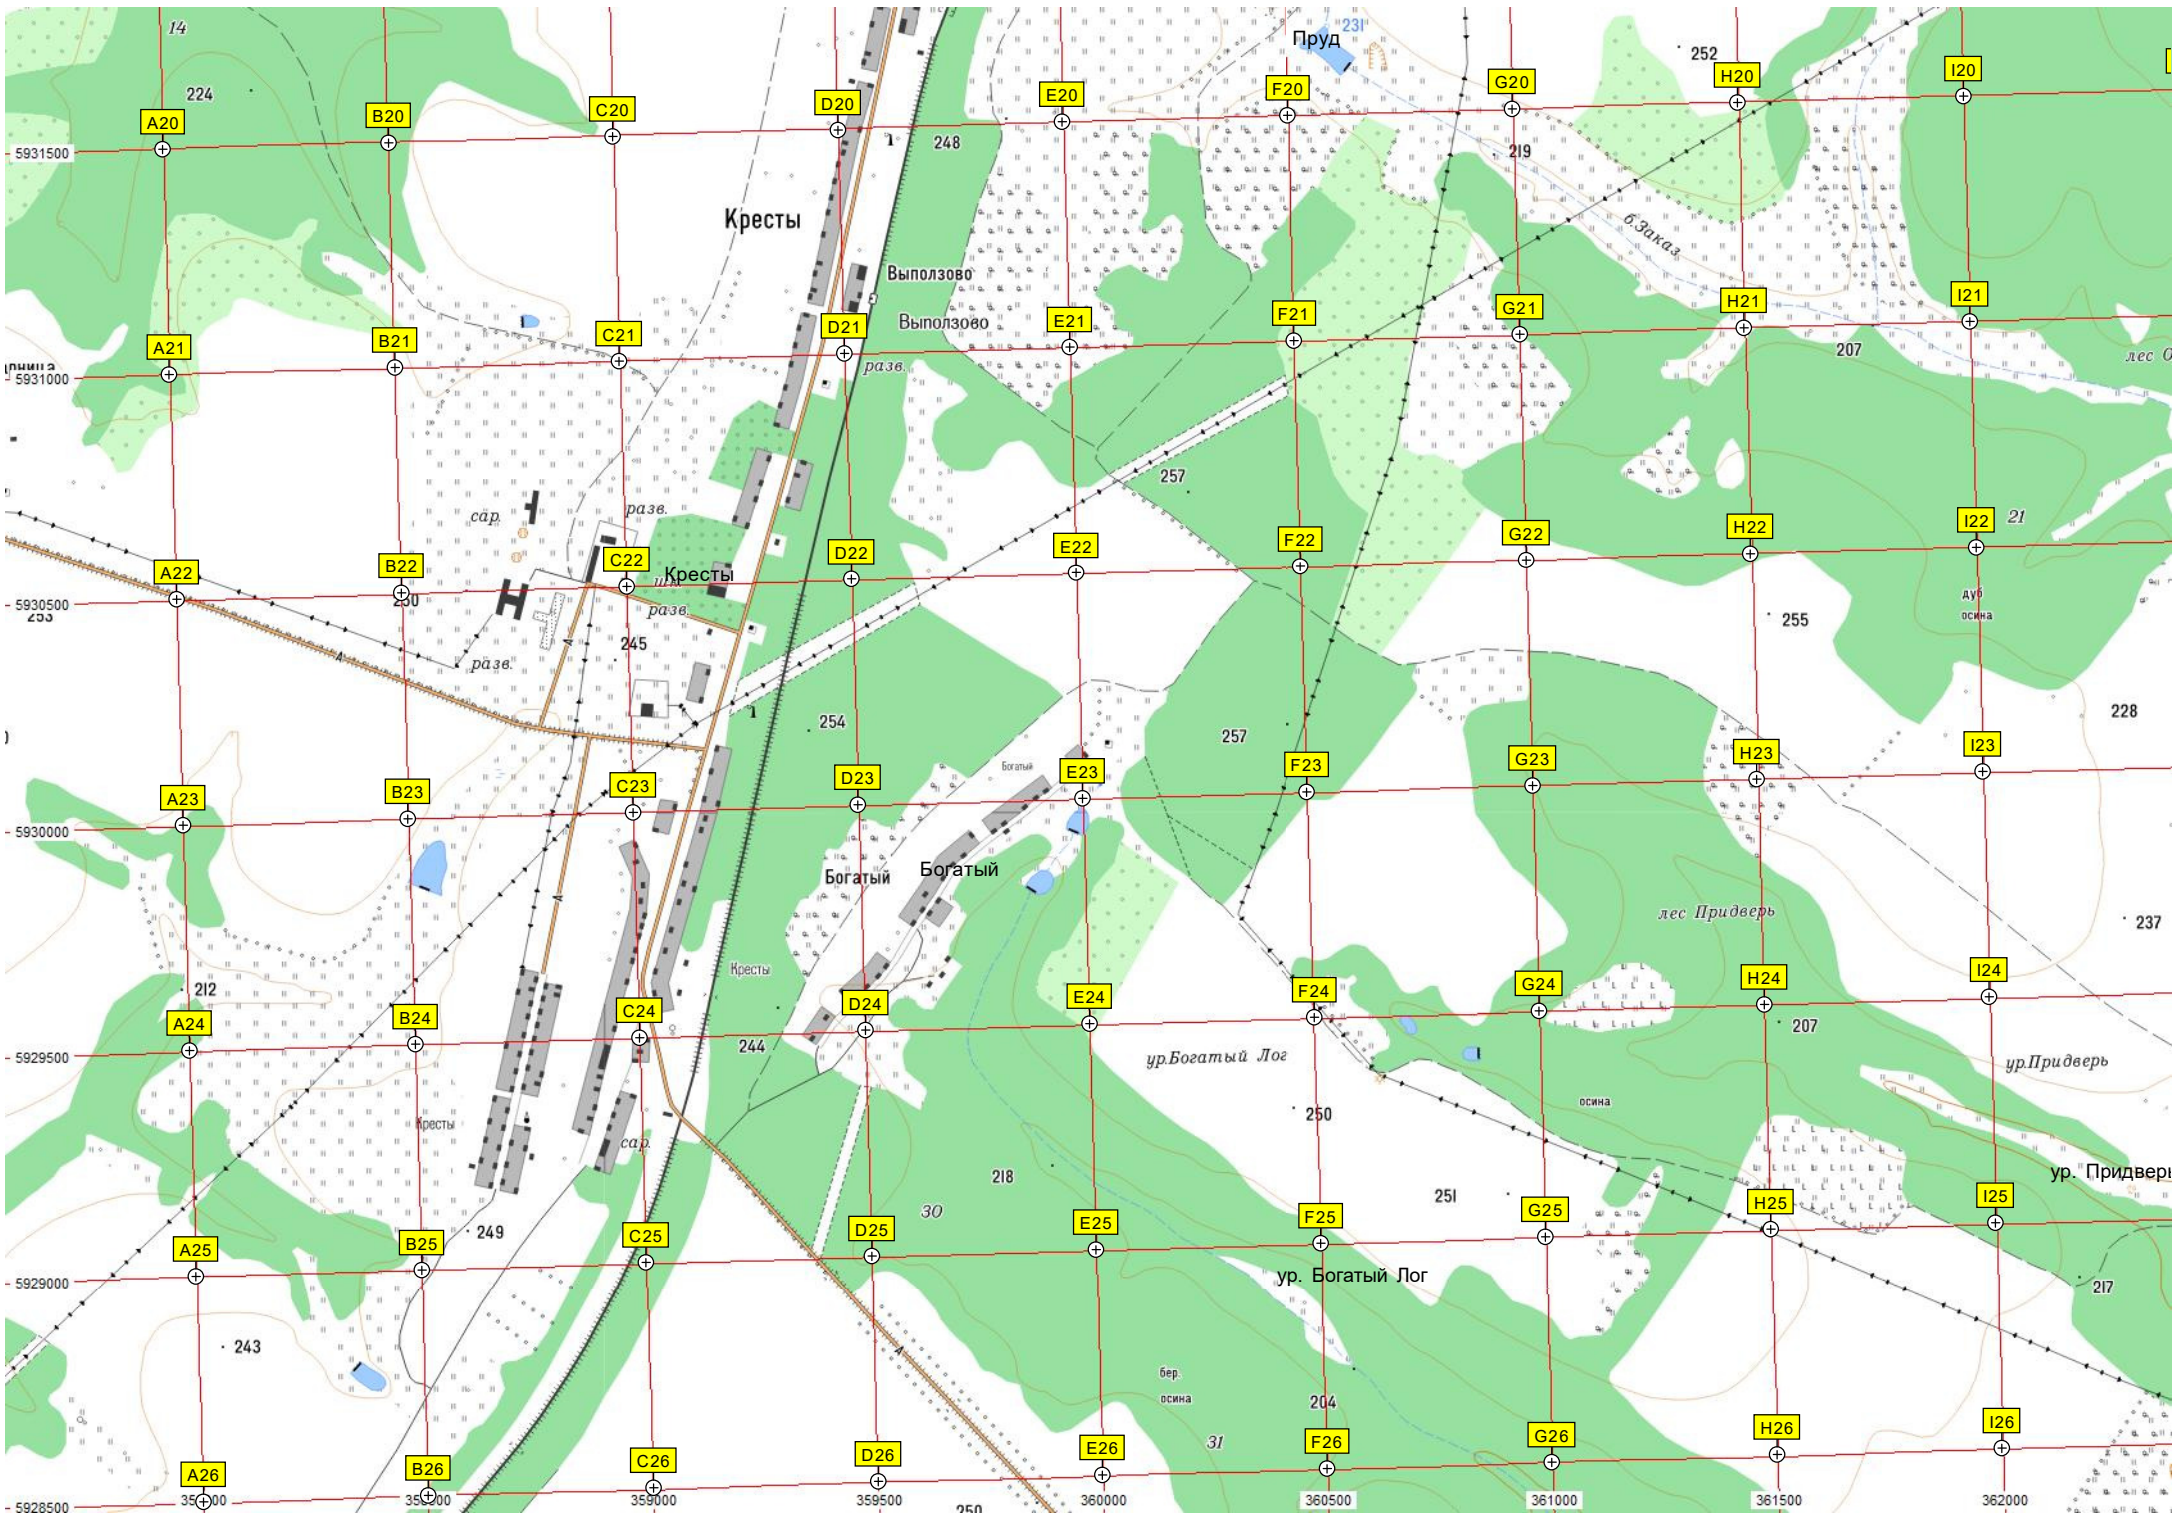 14
Пруд
231
252
224
A20
B20
C20
D20
E20
F20
G20
H20
I20
5931500
248
219
Кресты
б.Заказ
Выползово
Выползово
A21
B21
C21
D21
E21
F21
G21
H21
I21
5931000
разв.
207
257
сар.
разв.
21
A22
B22
C22
D22
E22
F22
G22
H22
I22
Кресты
5930500
253
250
разв.
дуб
осина
255
245
A
A
разв.
254
257
228
Богатый
A23
B23
C23
D23
E23
F23
G23
H23
I23
5930000
Богатый
Богатый
A
лес Придверь
237
Кресты
212
A24
B24
C24
D24
E24
F24
G24
H24
I24
207
5929500
244
ур.Богатый Лог
ур.Придверь
осина
250
Кресты
сар.
218
251
ур. Придверь
30
249
A25
B25
C25
D25
E25
F25
G25
H25
I25
5929000
ур. Богатый Лог
217
243
A
бер.
осина
204
31
A26
B26
C26
D26
E26
F26
G26
H26
I26
5928500
359000
359500
360000
360500
361000
361500
362000
250